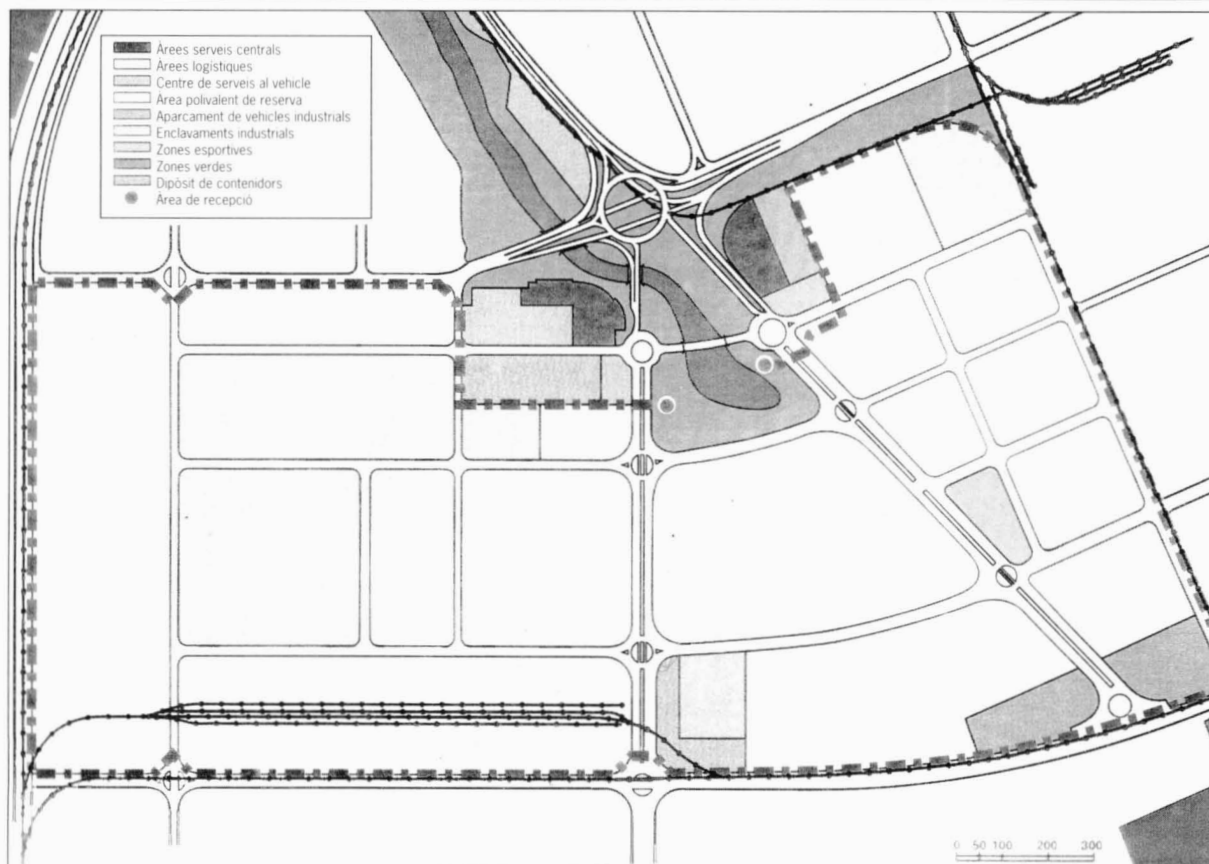 Àrees serveis centrals
Àrees logístiques
Centre de serveis al vehicle
Àrea polivalent de reserva
Aparcament de vehicles industrials
Enclavaments industrials
Zones esportives
Zones verdes
Dipòsit de contenidors
Àrea de recepció
0 50 100 200 300